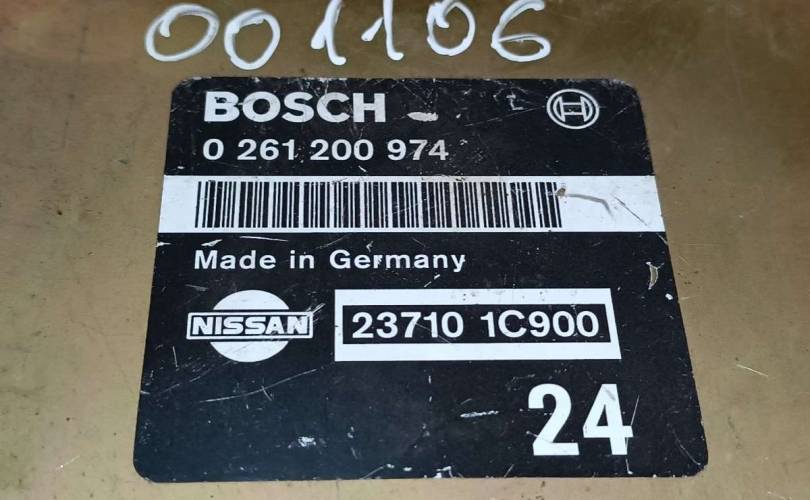 001106
BOSCH
0 261 200 974
Made in Germany
NISSAN
23710 1C900
24